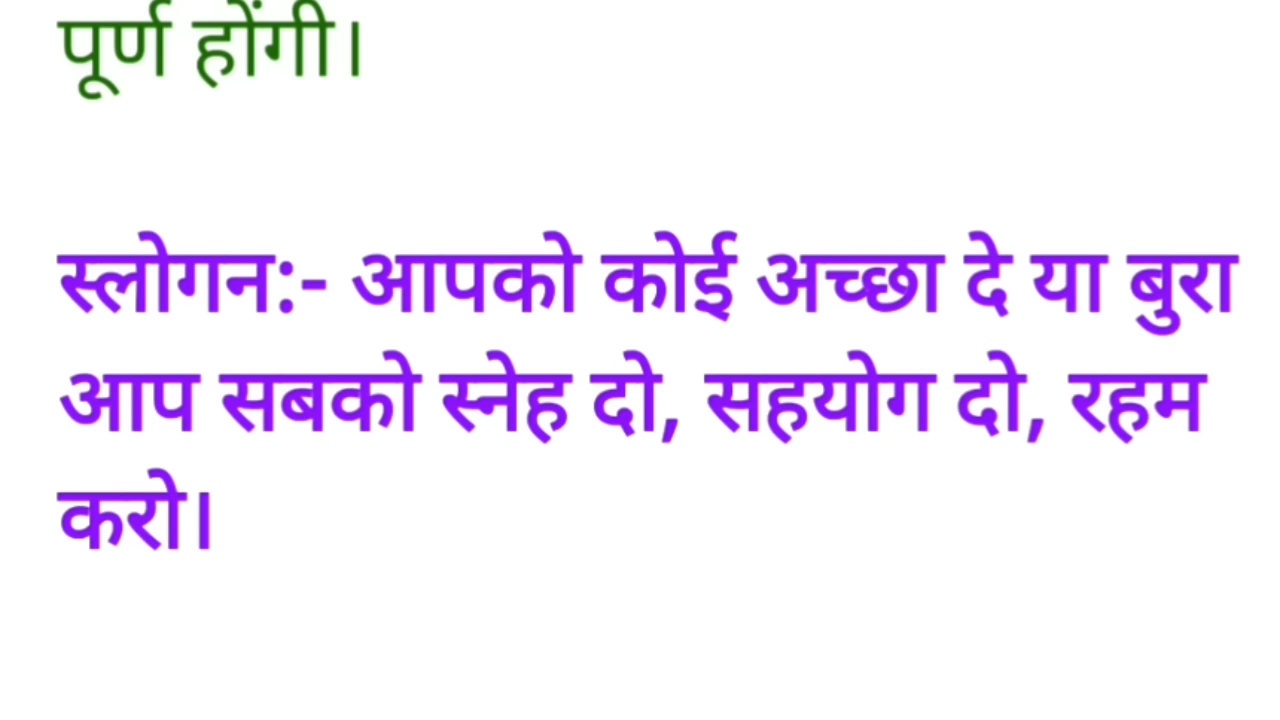 पूर्ण होंगी।
स्लोगन:- आपको कोई अच्छा दे या बुरा
आप सबको स्नेह दो, सहयोग दो, रहम
करो।